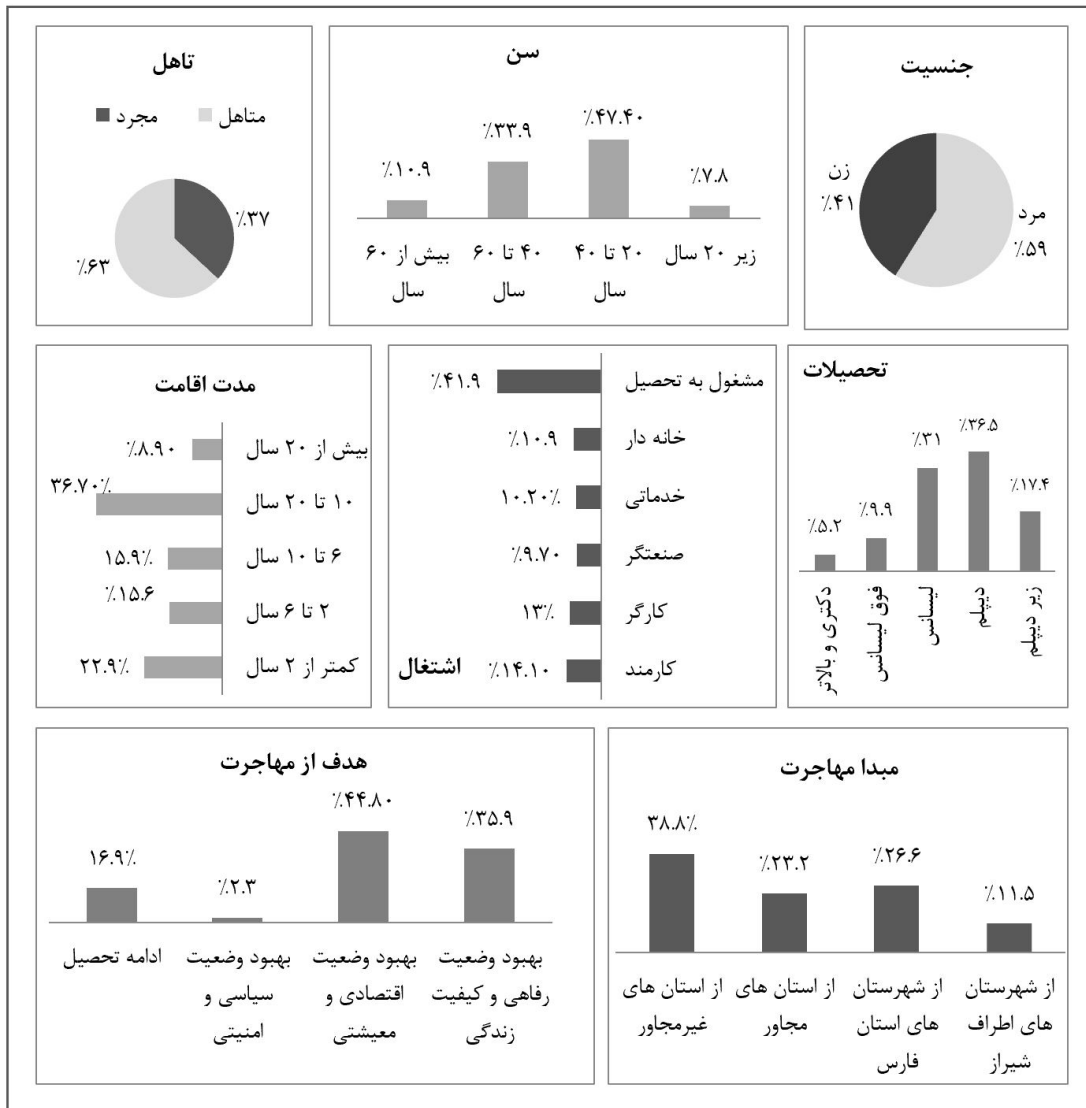 جنسیت
زن
٪۴۱
مرد
٪۵۹
سن
٪۷.۸
٪۴۷.۴۰
٪۳۳.۹
٪۱۰.۹
زیر ۲۰ سال
۲۰ تا ۴۰
سال
۴۰ تا ۶۰
سال
بیش از ۶۰
سال
تاهل
متاهل
مجرد
٪۳۷
٪۶۳
تحصیلات
٪۱۷.۴
٪۳۶.۵
٪۳۱
٪۹.۹
٪۵.۲
زیر دیپلم
دیپلم
لیسانس
فوق لیسانس
دکتری و بالاتر
مشغول به تحصیل
٪۴۱.۹
خانه دار
٪۱۰.۹
خدماتی
۱۰.۲۰٪
صنعتگر
٪۹.۷۰
کارگر
۱۳٪
کارمند
٪۱۴.۱۰
اشتغال
مدت اقامت
بیش از ۲۰ سال
٪۸.۹۰
۱۰ تا ۲۰ سال
۳۶.۷۰٪
۶ تا ۱۰ سال
۱۵.۹٪
۲ تا ۶ سال
٪۱۵.۶
کمتر از ۲ سال
۲۲.۹٪
مبدا مهاجرت
٪۱۱.۵
٪۲۶.۶
٪۲۳.۲
۳۸.۸٪
از شهرستان
های اطراف
شیراز
از شهرستان
های استان
فارس
از استان های
مجاور
از استان های
غیرمجاور
هدف از مهاجرت
٪۳۵.۹
٪۴۴.۸۰
٪۲.۳
۱۶.۹٪
بهبود وضعیت
رفاهی و کیفیت
زندگی
بهبود وضعیت
اقتصادی و
معیشتی
بهبود وضعیت
سیاسی و
امنیتی
ادامه تحصیل